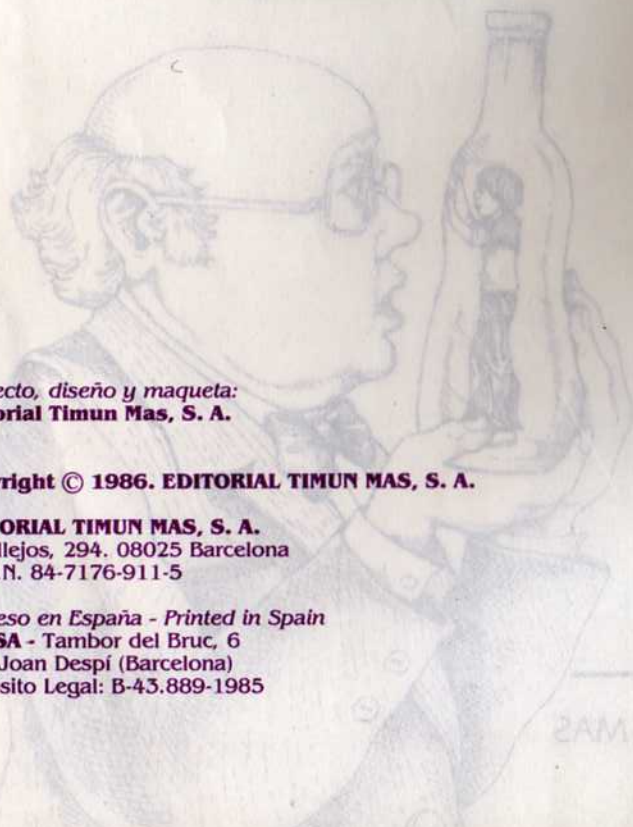 ecto, diseño y maqueta:
orial Timun Mas, S. A.
right © 1986. EDITORIAL TIMUN MAS, S. A.
ORIAL TIMUN MAS, S. A.
llejos, 294. 08025 Barcelona
N. 84-7176-911-5
eso en España - Printed in Spain
SA - Tambor del Bruc, 6
Joan Despí (Barcelona)
sito Legal: B-43.889-1985
MAS